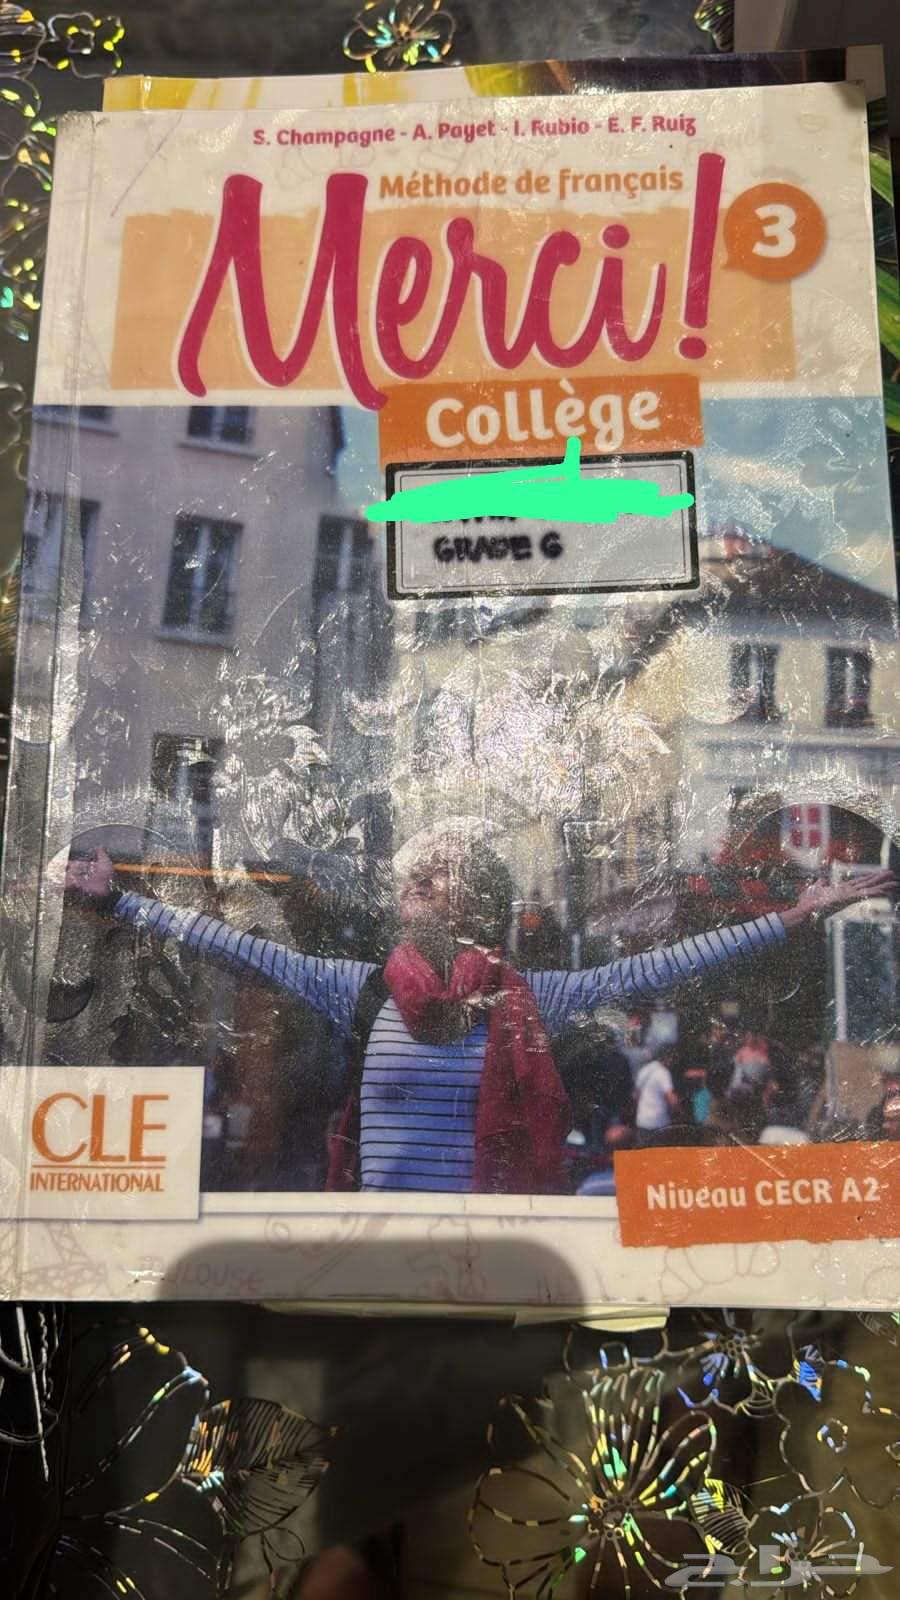 S. Champagne - A. Payet - I. Rubio - E. F. Ruiz
Méthode de français
Merci!
3
Collège
GRADE 6
CLE
INTERNATIONAL
Niveau CECR A2
حراج